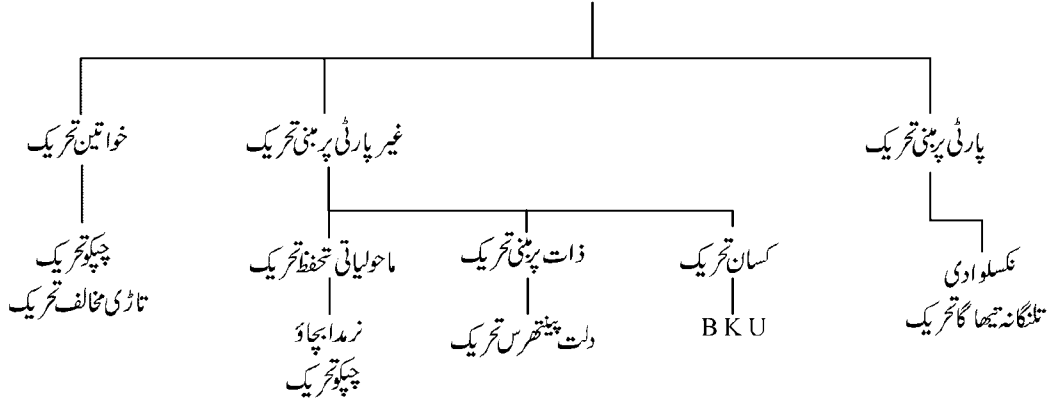 پارٹی پر مبنی تحریک
غیر پارٹی پر مبنی تحریک
خواتین تحریک
نکسلوادی
تلنگانہ تیبھاگا تحریک
کسان تحریک
B K U
ذات پر مبنی تحریک
دلت پینتھرس تحریک
ماحولیاتی تحفظ تحریک
نرمدا بچاؤ
چپکو تحریک
چپکو تحریک
تاڑی مخالف تحریک